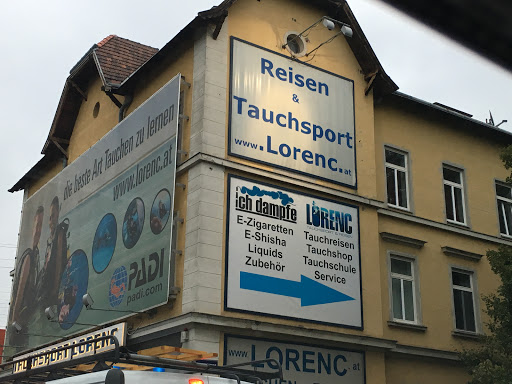 die beste Art Tauchen zu lernen
www.lorenc.at
PADI
padi.com
Reisen
&
Tauchsport
www.Lorenc.at
ich dampfe
E-Zigaretten
E-Shisha
Liquids
Zubehör
LORENC
Tauchreisen
Tauchshop
Tauchschule
Service
www.LORENC.at
LORENC